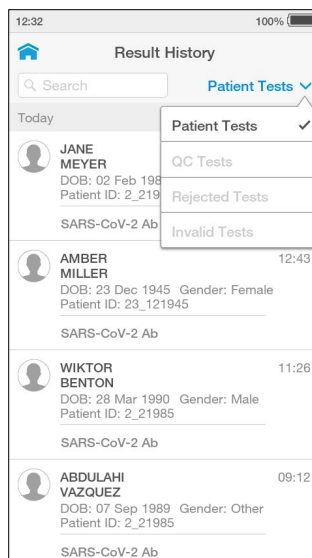 12:32 100%
Result History
Search Patient Tests
Today
Patient Tests
QC Tests
Rejected Tests
Invalid Tests
JANE
MEYER
DOB: 02 Feb 198
Patient ID: 2_219
SARS-CoV-2 Ab
AMBER 12:43
MILLER
DOB: 23 Dec 1945 Gender: Female
Patient ID: 23_121945
SARS-CoV-2 Ab
WIKTOR 11:26
BENTON
DOB: 28 Mar 1990 Gender: Male
Patient ID: 2_21985
SARS-CoV-2 Ab
ABDULAHI 09:12
VAZQUEZ
DOB: 07 Sep 1989 Gender: Other
Patient ID: 2_21985
SARS-CoV-2 Ab